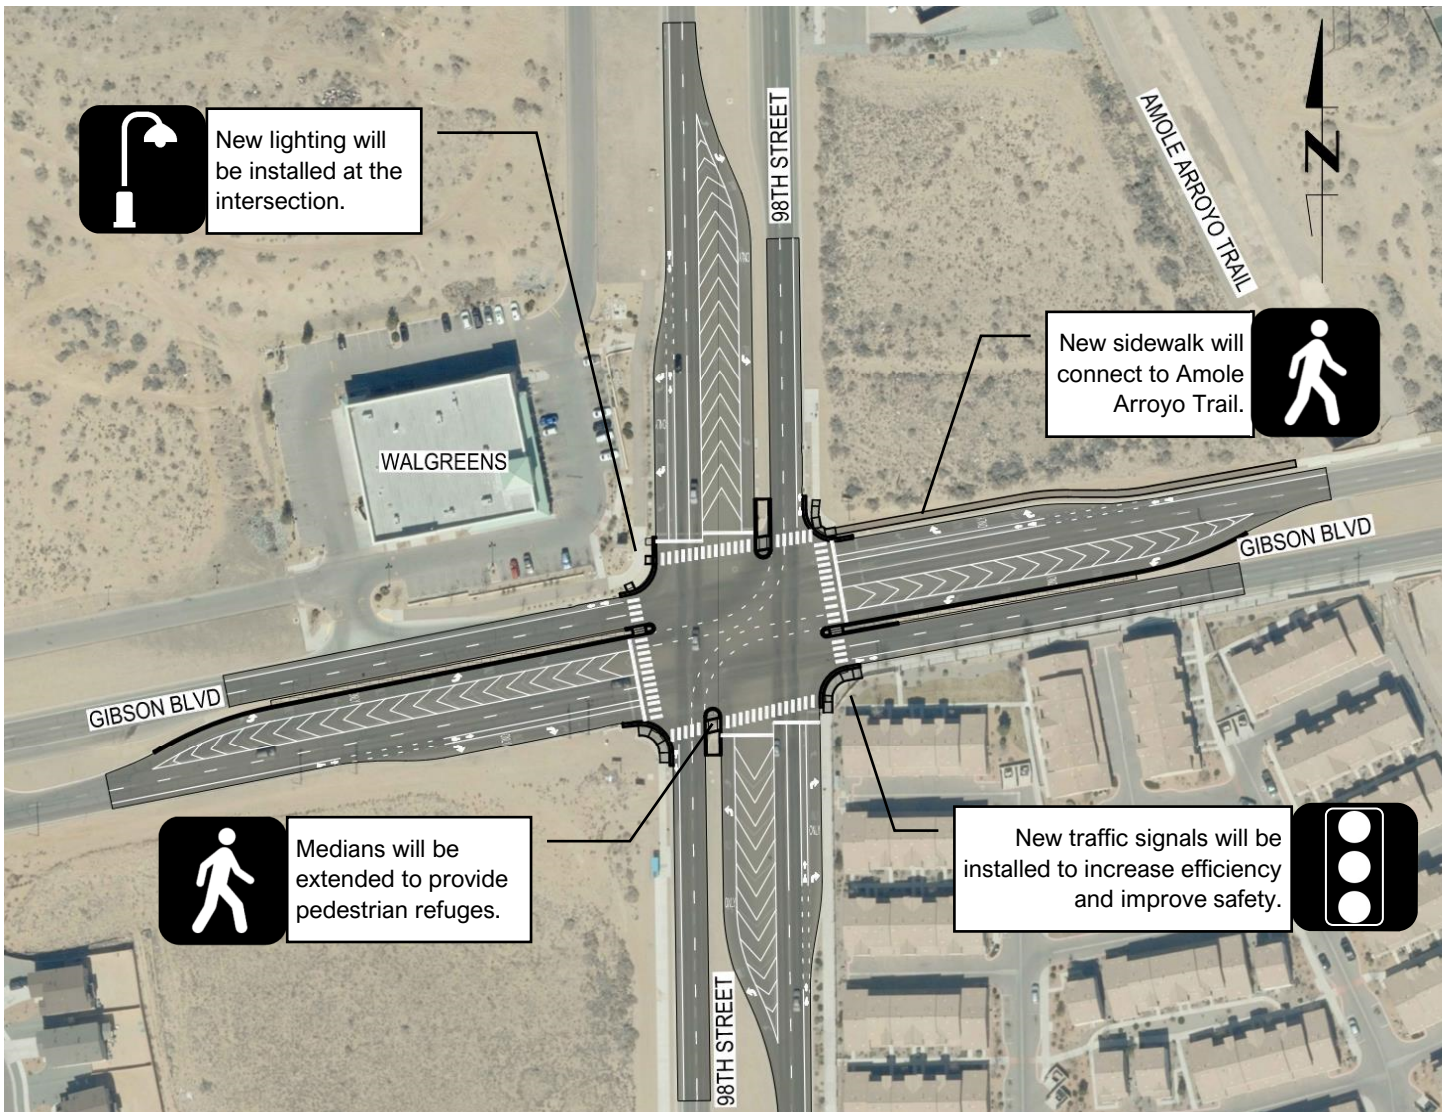 98TH STREET
AMOLE ARROYO TRAIL
N
New lighting will
be installed at the
intersection.
New sidewalk will
connect to Amole
Arroyo Trail.
WALGREENS
GIBSON BLVD
GIBSON BLVD
ONLY
ONLY
Medians will be
extended to provide
pedestrian refuges.
New traffic signals will be
installed to increase efficiency
and improve safety.
98TH STREET